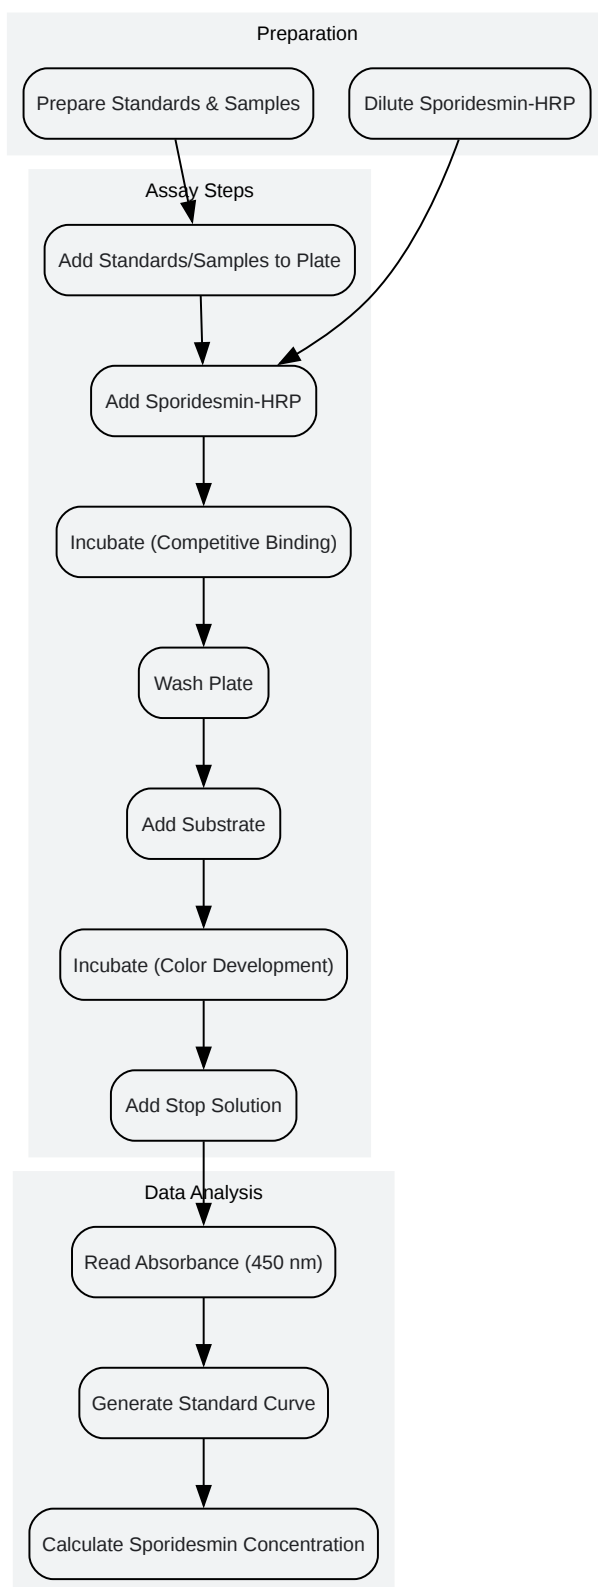 Preparation
Prepare Standards & Samples
Dilute Sporidesmin-HRP
Assay Steps
Add Standards/Samples to Plate
Add Sporidesmin-HRP
Incubate (Competitive Binding)
Wash Plate
Add Substrate
Incubate (Color Development)
Add Stop Solution
Data Analysis
Read Absorbance (450 nm)
Generate Standard Curve
Calculate Sporidesmin Concentration